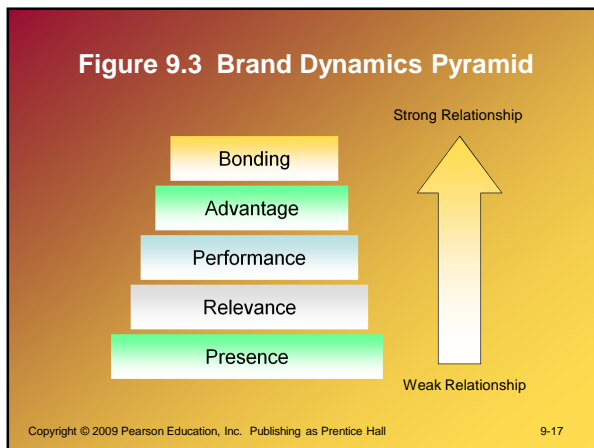 Figure 9.3 Brand Dynamics Pyramid
Strong Relationship
Bonding
Advantage
Performance
Relevance
Presence
Weak Relationship
Copyright © 2009 Pearson Education, Inc. Publishing as Prentice Hall
9-17